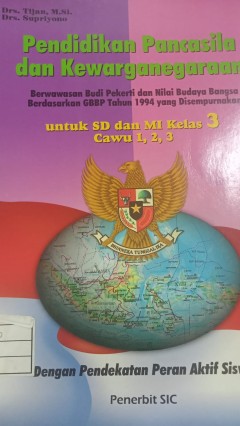 Drs. Tijan, M.Si.
Drs. Supriyono
Pendidikan Pancasila
dan Kewarganegaraan
Berwawasan Budi Pekerti dan Nilai Budaya Bangsa
Berdasarkan GBBP Tahun 1994 yang Disempurnakan
untuk SD dan MI Kelas 3
Cawu 1, 2, 3
BHINNEKA TUNGGAL IKA
Dengan Pendekatan Peran Aktif Sis
Penerbit SIC